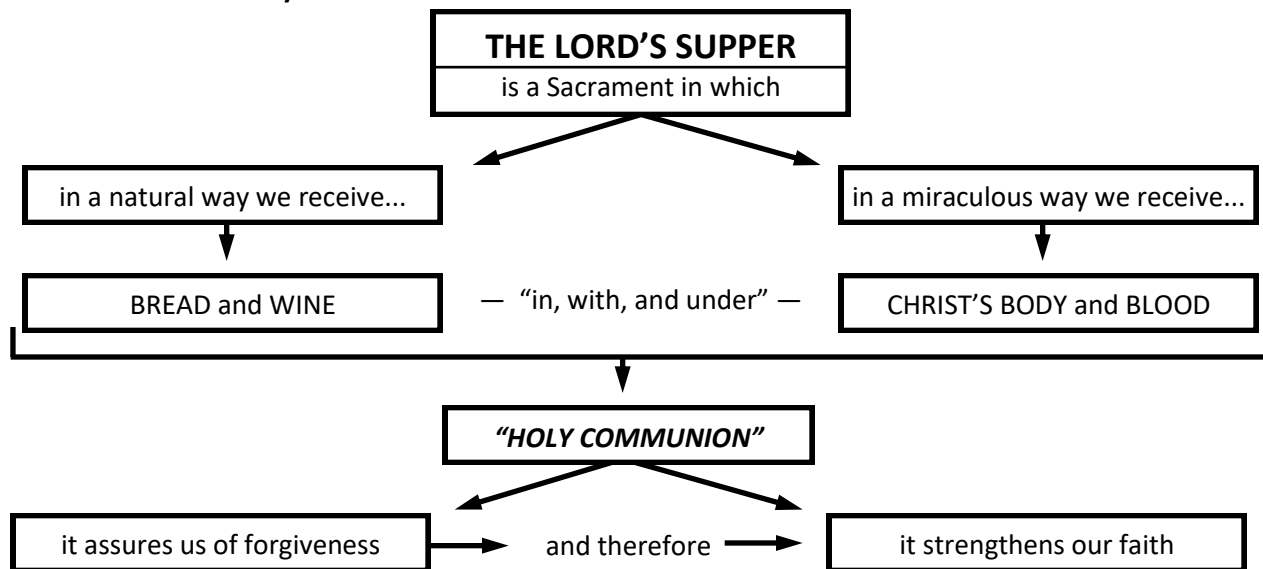 THE LORD’S SUPPER
is a Sacrament in which
in a natural way we receive...
in a miraculous way we receive...
BREAD and WINE
— “in, with, and under” —
CHRIST’S BODY and BLOOD
“HOLY COMMUNION”
it assures us of forgiveness
and therefore
it strengthens our faith